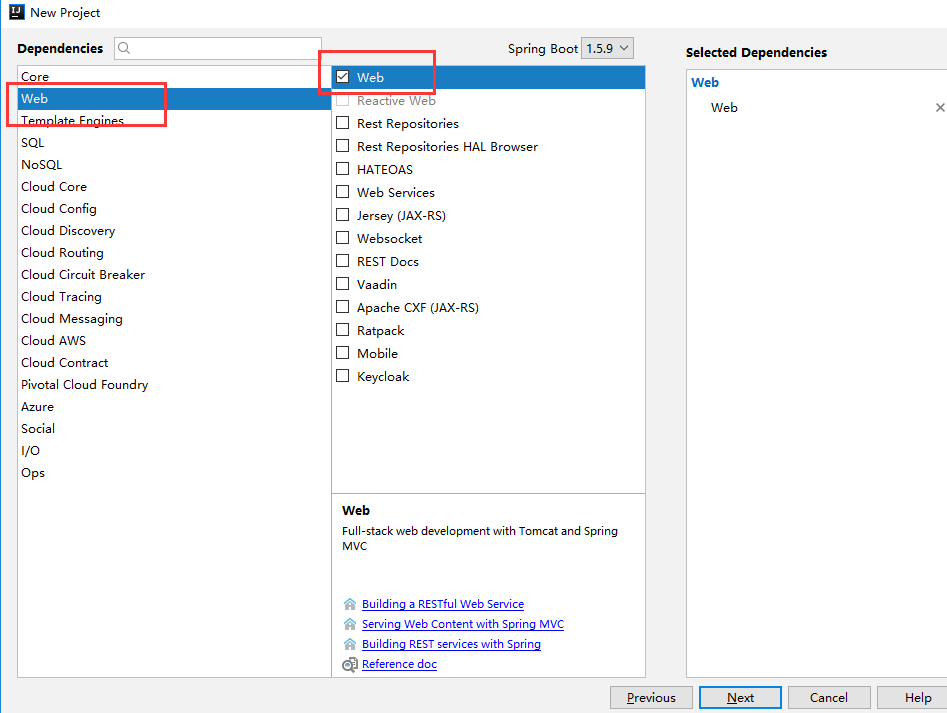 New Project
Dependencies
Spring Boot 1.5.9
Selected Dependencies
Core
Web
Template Engines
SQL
NoSQL
Cloud Core
Cloud Config
Cloud Discovery
Cloud Routing
Cloud Circuit Breaker
Cloud Tracing
Cloud Messaging
Cloud AWS
Cloud Contract
Pivotal Cloud Foundry
Azure
Social
I/O
Ops
Web
Reactive Web
Rest Repositories
Rest Repositories HAL Browser
HATEOAS
Web Services
Jersey (JAX-RS)
Websocket
REST Docs
Vaadin
Apache CXF (JAX-RS)
Ratpack
Mobile
Keycloak
Web
Full-stack web development with Tomcat and Spring
MVC
Building a RESTful Web Service
Serving Web Content with Spring MVC
Building REST services with Spring
Reference doc
Web
Web
Previous
Next
Cancel
Help